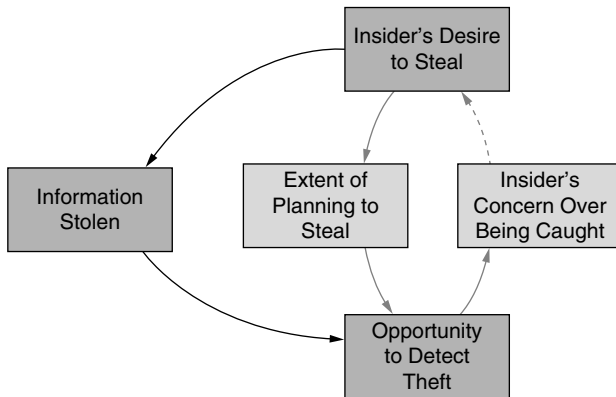 Insider's Desire
to Steal
Information
Stolen
Extent of
Planning to
Steal
Insider's
Concern Over
Being Caught
Opportunity
to Detect
Theft